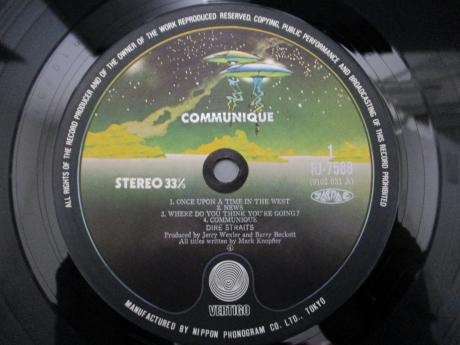 ALL RIGHTS OF THE RECORD PRODUCER AND OF THE OWNER OF THE WORK REPRODUCED RESERVED. COPYING, PUBLIC PERFORMANCE AND BROADCASTING OF THIS RECORD PROHIBITED
COMMUNIQUE
1
RJ-7588
(9102 031 A)
STEREO 33⅓
1. ONCE UPON A TIME IN THE WEST
2. NEWS
3. WHERE DO YOU THINK YOU'RE GOING?
4. COMMUNIQUE
DIRE STRAITS
Produced by Jerry Wexler and Barry Beckett
All titles written by Mark Knopfler
VERTIGO
MANUFACTURED BY NIPPON PHONOGRAM CO. LTD., TOKYO